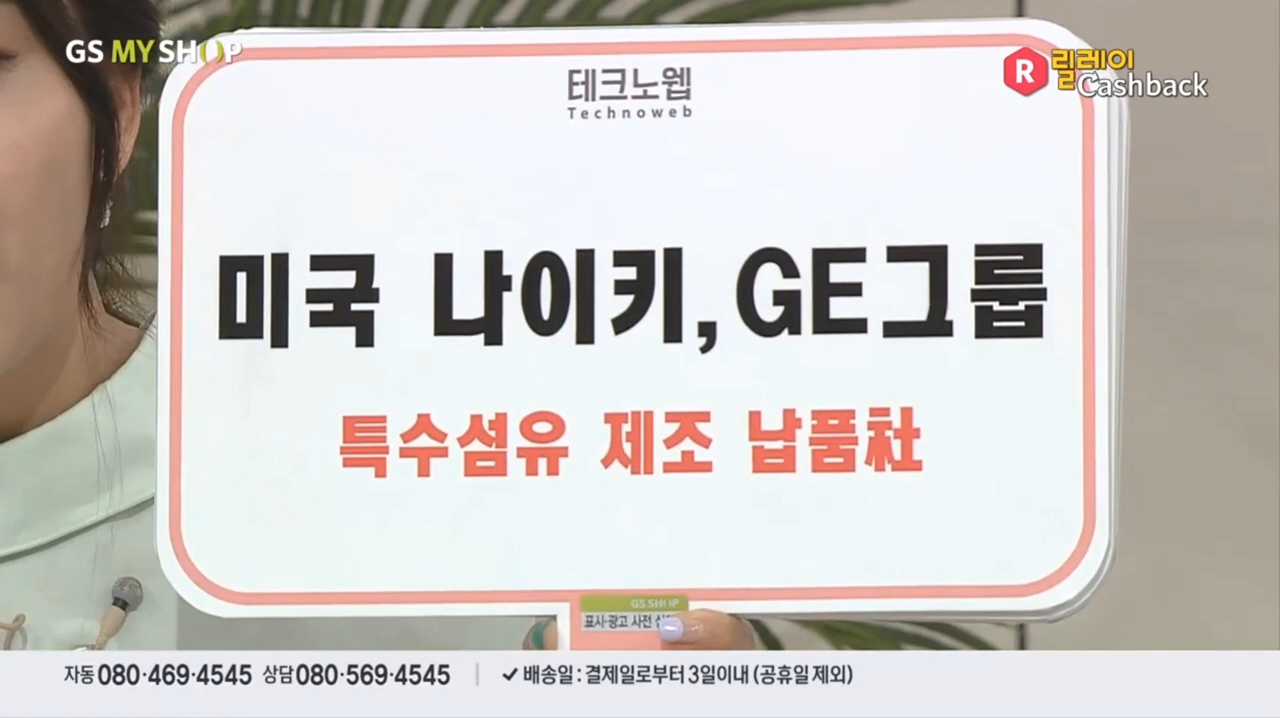 GS MY SHOP
R 릴레이
Cashback
테크노웹
Technoweb
미국 나이키, GE그룹
특수섬유 제조 납품社
GS SHOP
표시·광고 사전
자동 080·469·4545 상담 080·569·4545 ✓ 배송일 : 결제일로부터 3일이내 (공휴일 제외)